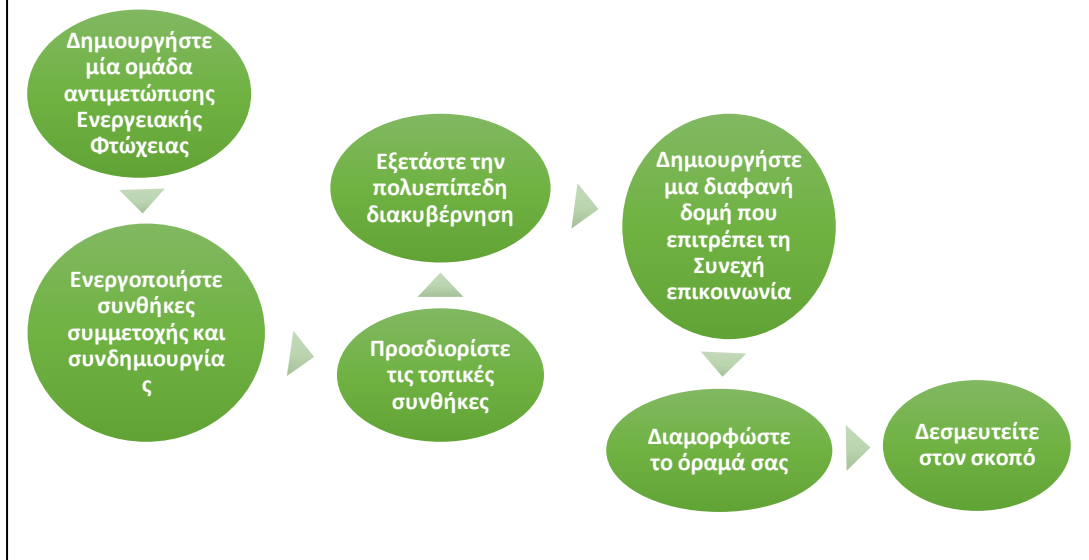 Δημιουργήστε
μία ομάδα
αντιμετώπισης
Ενεργειακής
Φτώχειας
Ενεργοποιήστε
συνθήκες
συμμετοχής και
συνδημιουργία
ς
Προσδιορίστε
τις τοπικές
συνθήκες
Εξετάστε την
πολυεπίπεδη
διακυβέρνηση
Δημιουργήστε
μια διαφανή
δομή που
επιτρέπει τη
Συνεχή
επικοινωνία
Διαμορφώστε
το όραμά σας
Δεσμευτείτε
στον σκοπό